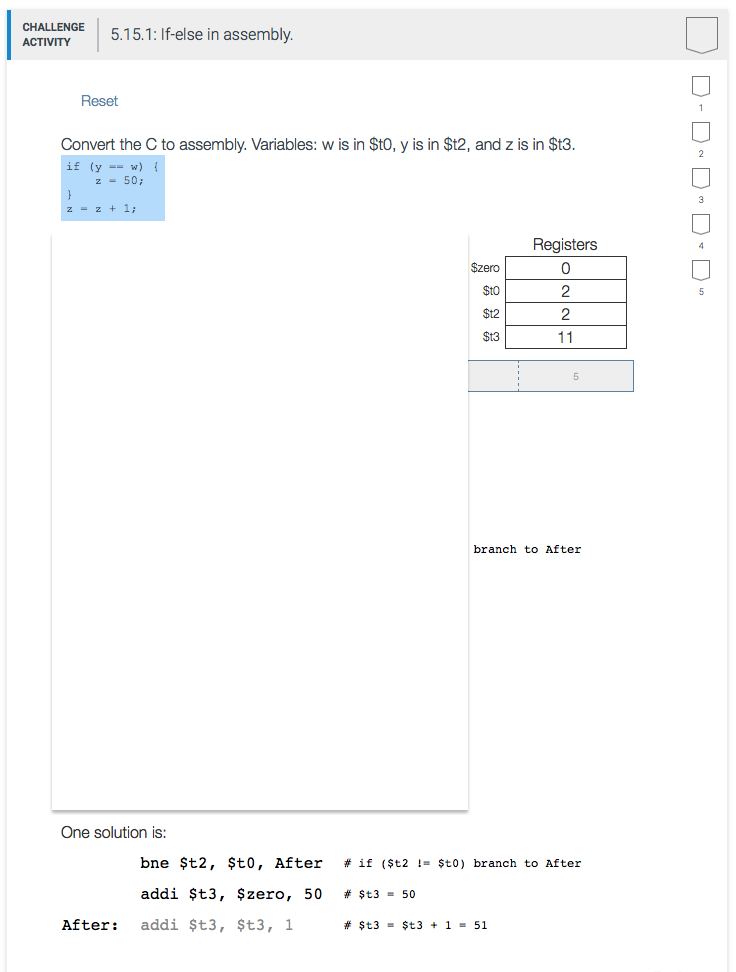 CHALLENGE
ACTIVITY
5.15.1: If-else in assembly.
Reset
1
2
3
4
5
Convert the C to assembly. Variables: w is in $t0, y is in $t2, and z is in $t3.
if (y == w) {
z = 50;
}
z = z + 1;
Registers
$zero 0
$t0 2
$t2 2
$t3 11
5
branch to After
One solution is:
bne $t2, $t0, After # if ($t2 != $t0) branch to After
addi $t3, $zero, 50 # $t3 = 50
After: addi $t3, $t3, 1 # $t3 = $t3 + 1 = 51